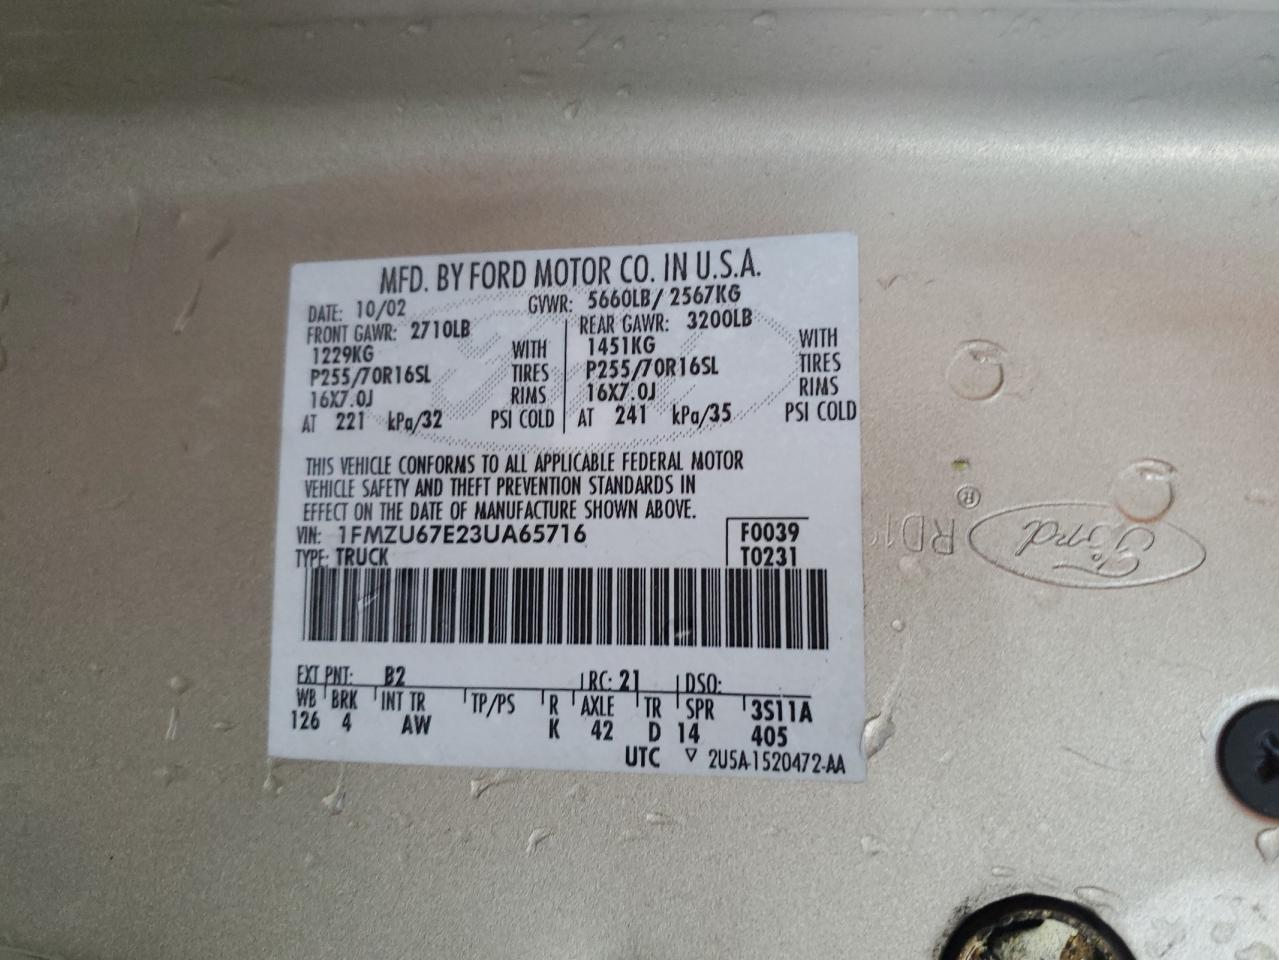 MFD. BY FORD MOTOR CO. IN U.S.A.
DATE: 10/02 GVWR: 5660LB/ 2567KG
FRONT GAWR: 2710LB REAR GAWR: 3200LB
1229KG WITH 1451KG WITH
P255/70R16SL TIRES P255/70R16SL TIRES
16X7.0J RIMS 16X7.0J RIMS
AT 221 kPa/32 PSI COLD AT 241 kPa/35 PSI COLD
THIS VEHICLE CONFORMS TO ALL APPLICABLE FEDERAL MOTOR
VEHICLE SAFETY AND THEFT PREVENTION STANDARDS IN
EFFECT ON THE DATE OF MANUFACTURE SHOWN ABOVE.
VIN: 1FMZU67E23UA65716 F0039
TYPE: TRUCK T0231
EXT PNT: B2 RC: 21 DSO:
WB BRK INT TR TP/PS R AXLE TR SPR 3S11A
126 4 AW K 42 D 14 405
UTC ▽ 2U5A-1520472-AA
Ford ® RD